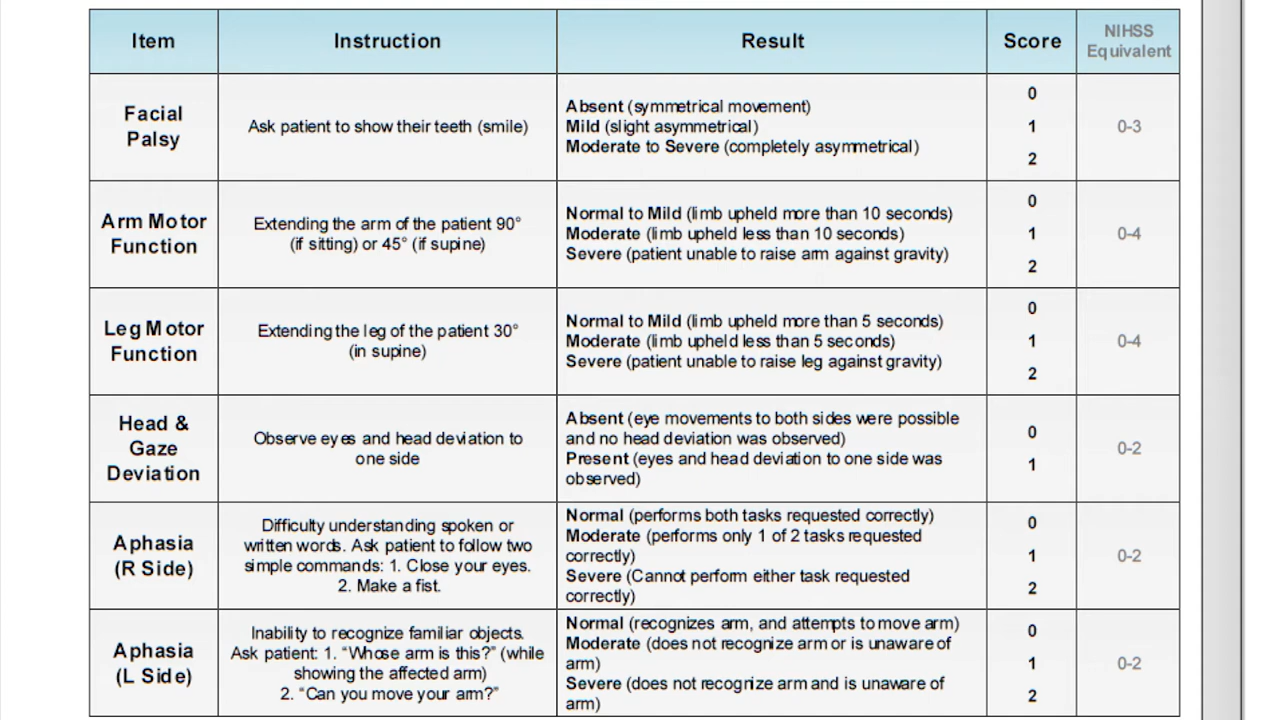 Item
Instruction
Result
Score
NIHSS
Equivalent
Facial
Palsy
Ask patient to show their teeth (smile)
Absent (symmetrical movement)
Mild (slight asymmetrical)
Moderate to Severe (completely asymmetrical)
0
1
2
0-3
Arm Motor
Function
Extending the arm of the patient 90°
(if sitting) or 45° (if supine)
Normal to Mild (limb upheld more than 10 seconds)
Moderate (limb upheld less than 10 seconds)
Severe (patient unable to raise arm against gravity)
0
1
2
0-4
Leg Motor
Function
Extending the leg of the patient 30°
(in supine)
Normal to Mild (limb upheld more than 5 seconds)
Moderate (limb upheld less than 5 seconds)
Severe (patient unable to raise leg against gravity)
0
1
2
0-4
Head &
Gaze
Deviation
Observe eyes and head deviation to
one side
Absent (eye movements to both sides were possible
and no head deviation was observed)
Present (eyes and head deviation to one side was
observed)
0
1
0-2
Aphasia
(R Side)
Difficulty understanding spoken or
written words. Ask patient to follow two
simple commands: 1. Close your eyes.
2. Make a fist.
Normal (performs both tasks requested correctly)
Moderate (performs only 1 of 2 tasks requested
correctly)
Severe (Cannot perform either task requested
correctly)
0
1
2
0-2
Aphasia
(L Side)
Inability to recognize familiar objects.
Ask patient: 1. “Whose arm is this?” (while
showing the affected arm)
2. “Can you move your arm?”
Normal (recognizes arm, and attempts to move arm)
Moderate (does not recognize arm or is unaware of
arm)
Severe (does not recognize arm and is unaware of
arm)
0
1
2
0-2